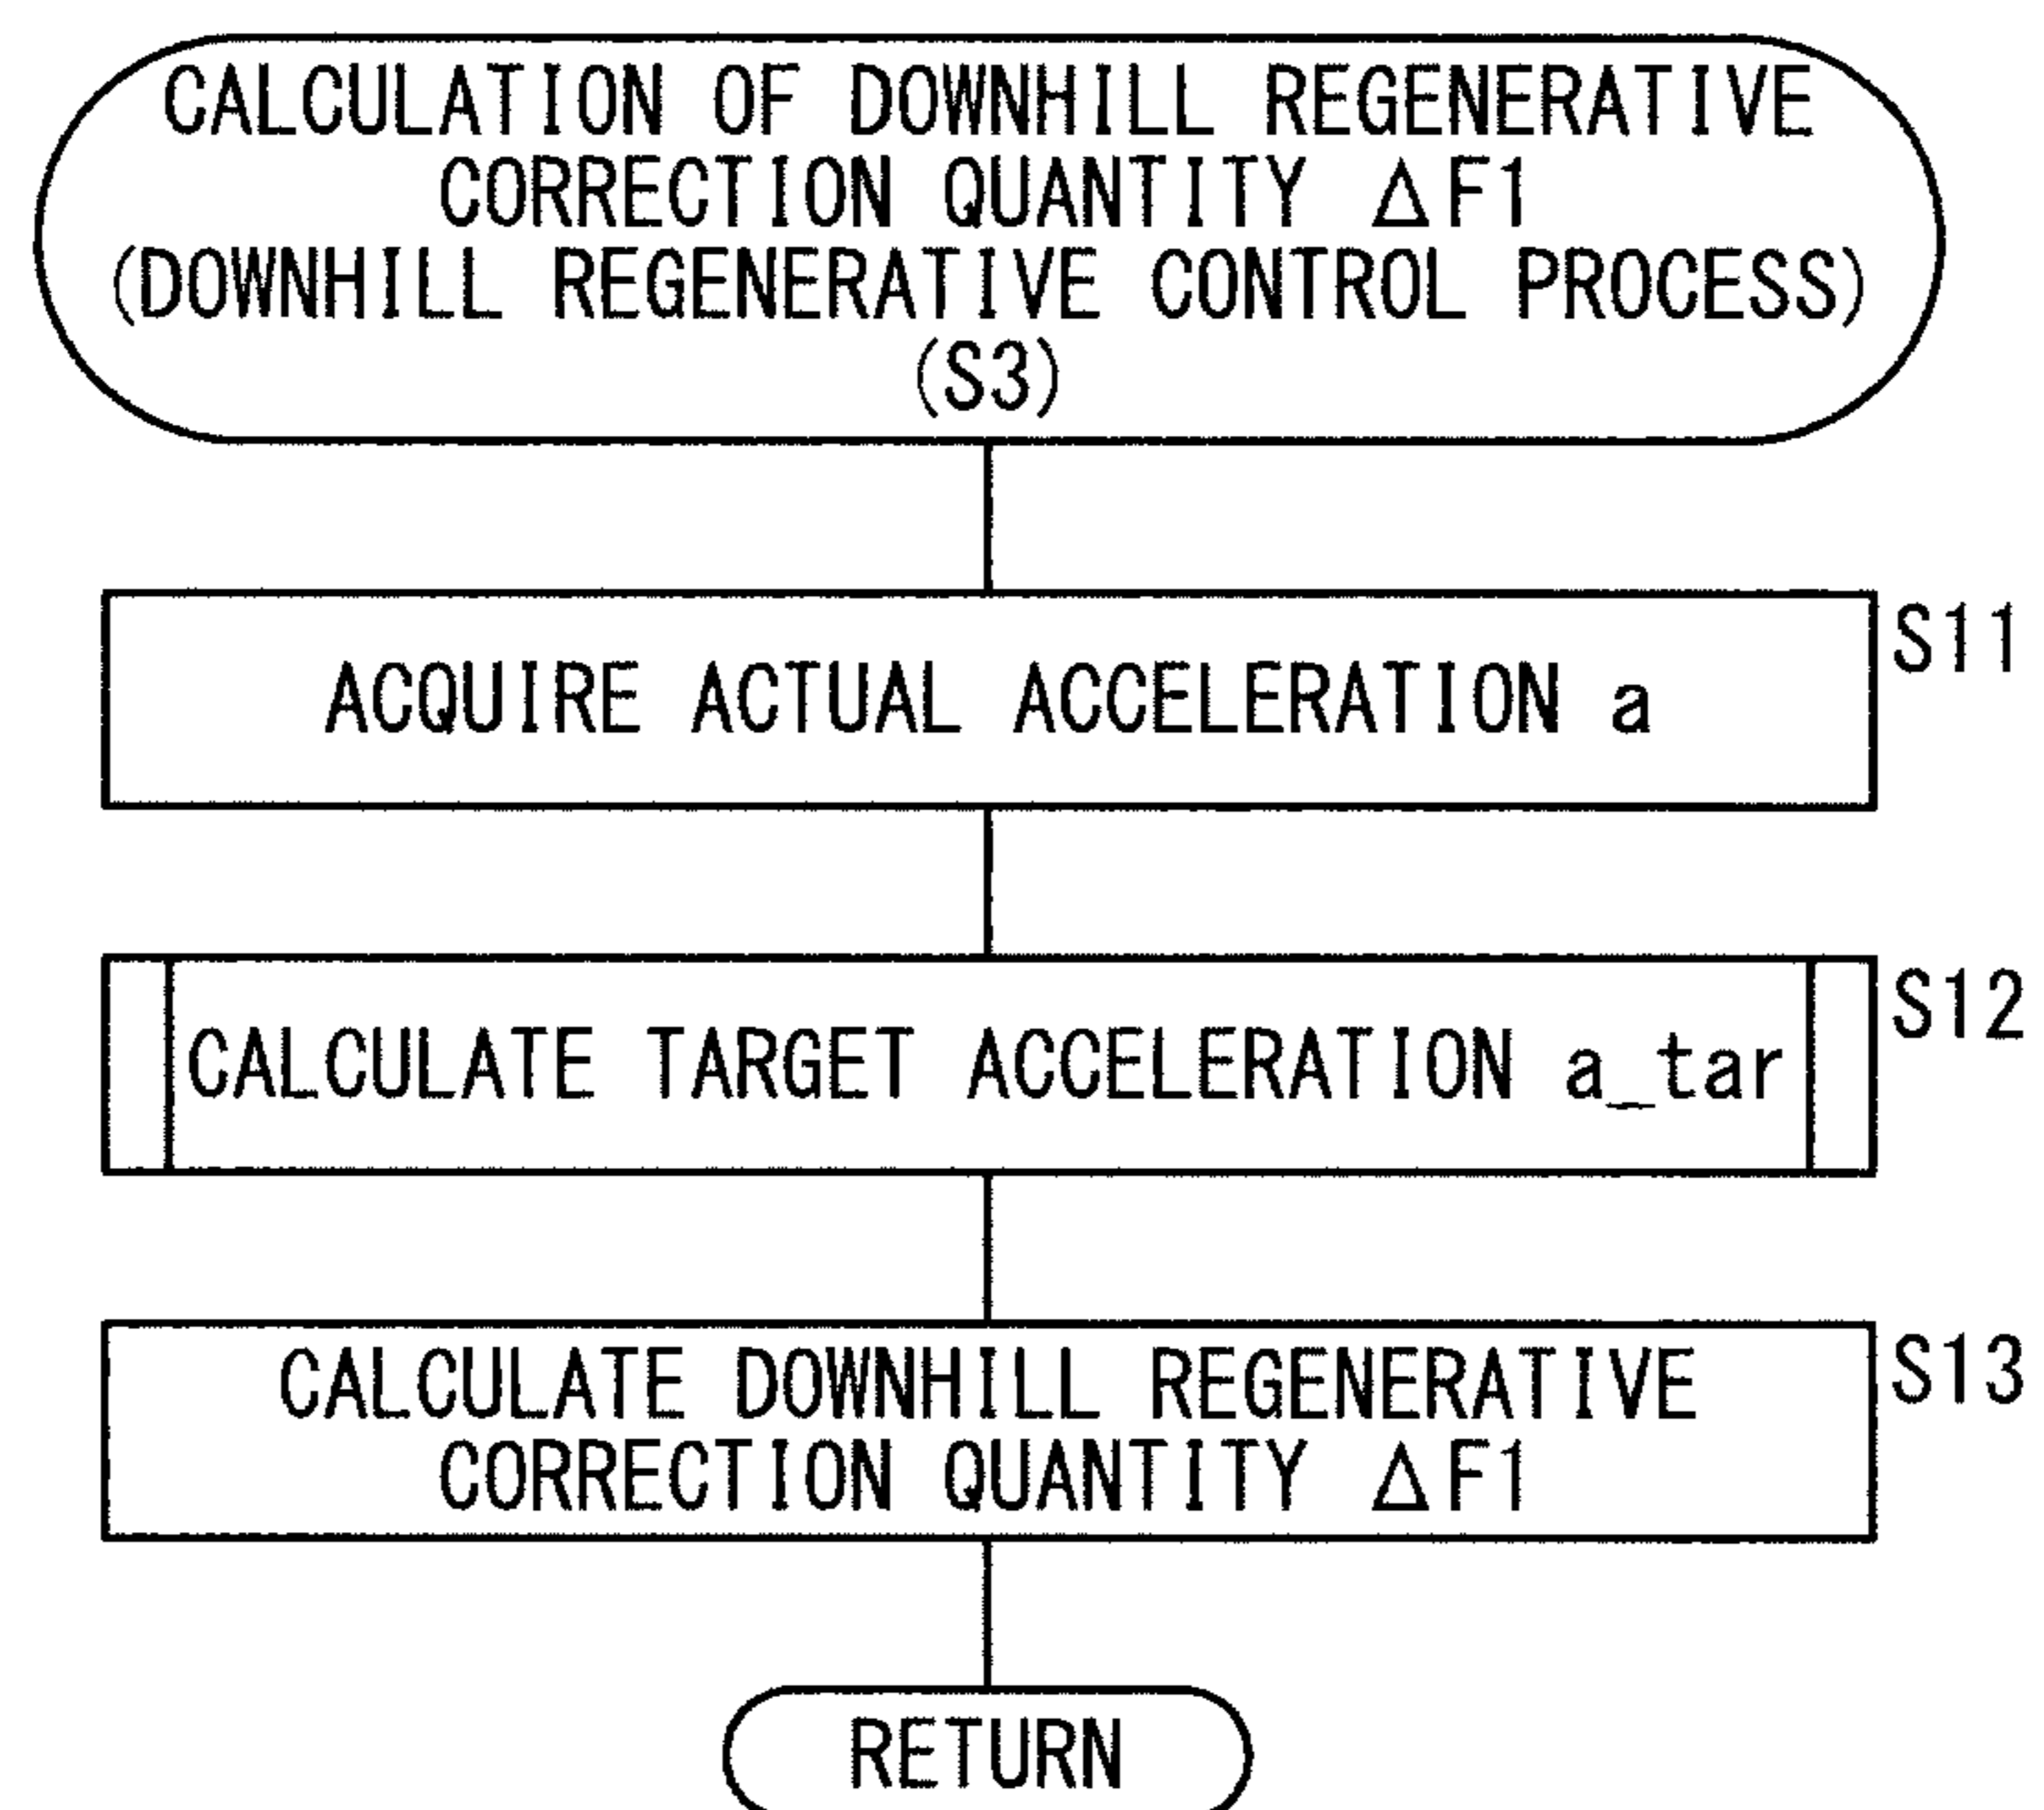 CALCULATION OF DOWNHILL REGENERATIVE
CORRECTION QUANTITY ΔF1
(DOWNHILL REGENERATIVE CONTROL PROCESS)
(S3)
S11
ACQUIRE ACTUAL ACCELERATION a
S12
CALCULATE TARGET ACCELERATION a_tar
S13
CALCULATE DOWNHILL REGENERATIVE
CORRECTION QUANTITY ΔF1
RETURN